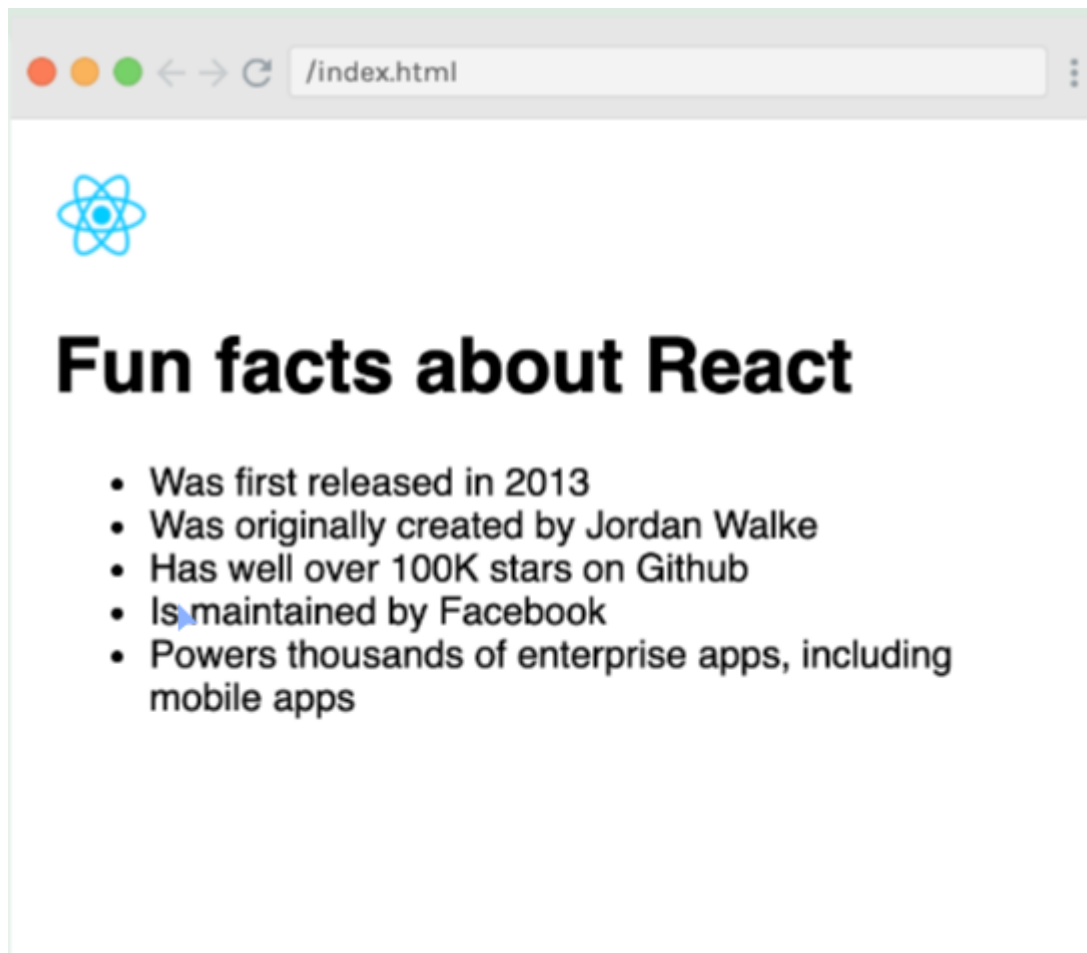 /index.html
Fun facts about React
• Was first released in 2013
• Was originally created by Jordan Walke
• Has well over 100K stars on Github
• Is maintained by Facebook
• Powers thousands of enterprise apps, including
mobile apps